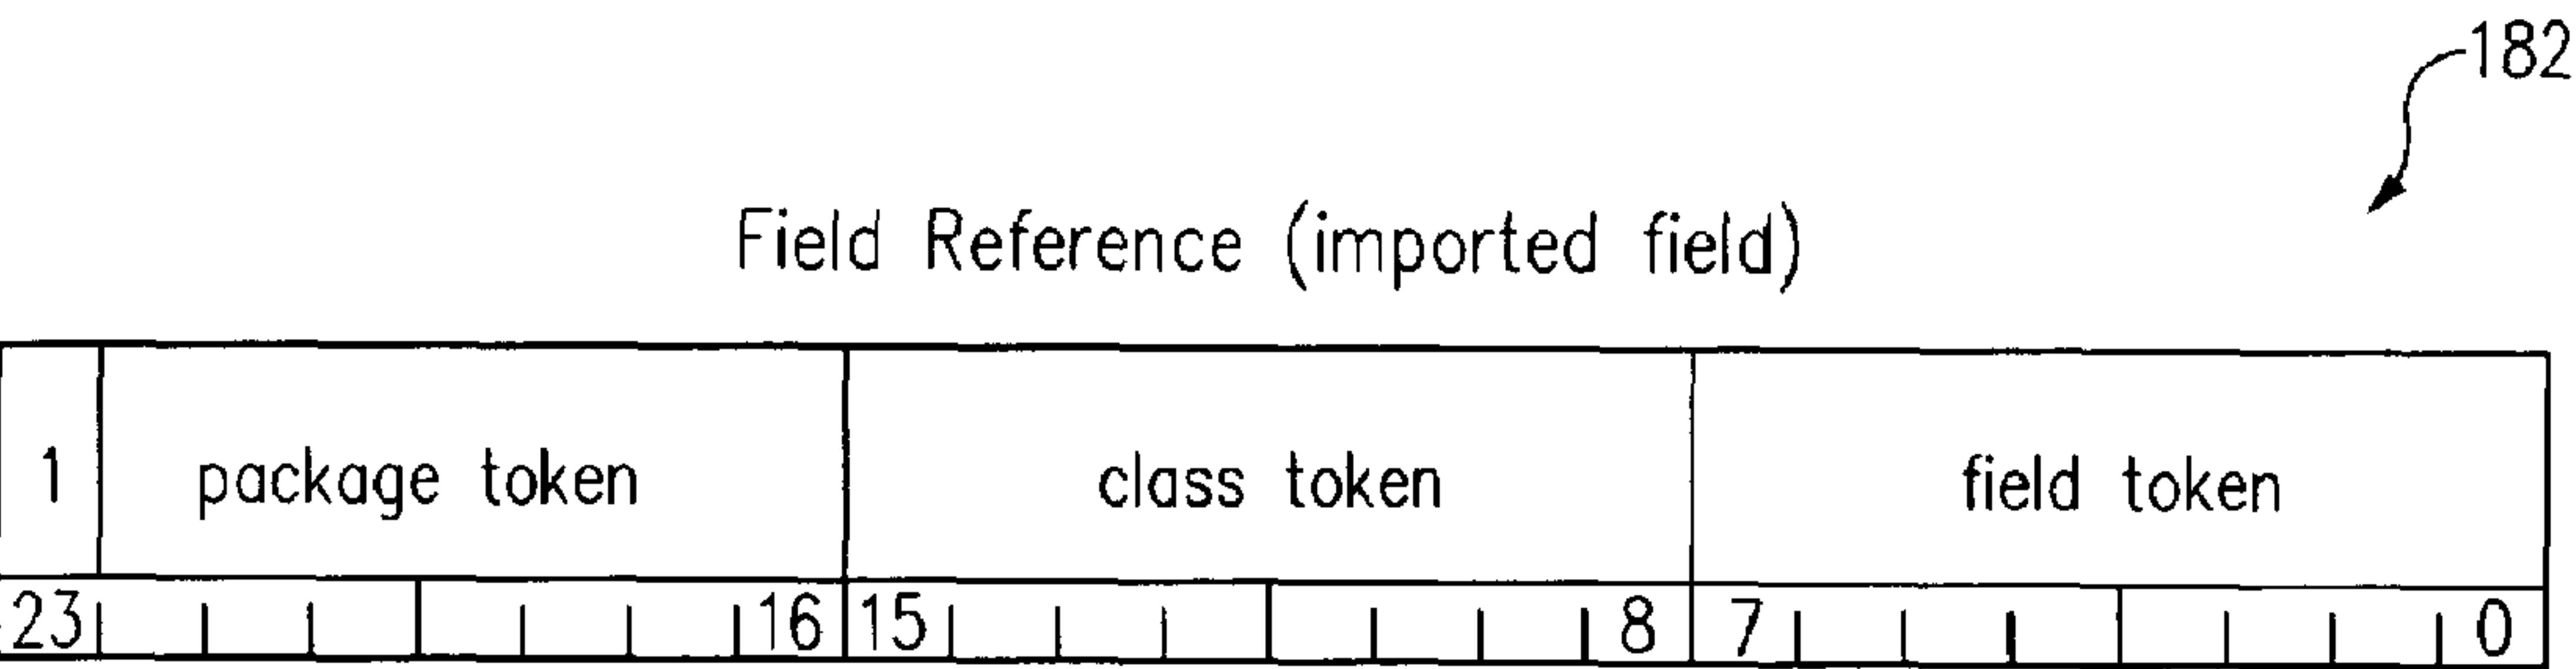 182
Field Reference (imported field)
1 package token class token field token
23 16 15 8 7 0